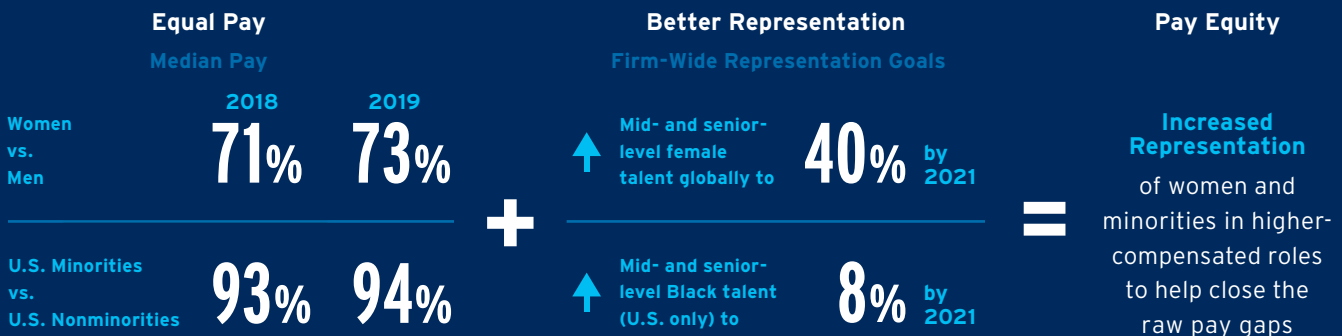 Equal Pay
Median Pay
2018 2019
Women
vs.
Men
71% 73%
U.S. Minorities
vs.
U.S. Nonminorities
93% 94%
+
Better Representation
Firm-Wide Representation Goals
Mid- and senior-
level female
talent globally to
40% by
2021
Mid- and senior-
level Black talent
(U.S. only) to
8% by
2021
=
Pay Equity
Increased
Representation
of women and
minorities in higher-
compensated roles
to help close the
raw pay gaps